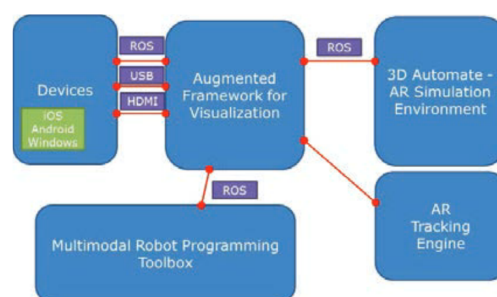 Devices
iOS
Android
Windows
ROS
USB
HDMI
Augmented
Framework for
Visualization
ROS
3D Automate -
AR Simulation
Environment
ROS
Multimodal Robot Programming
Toolbox
AR
Tracking
Engine